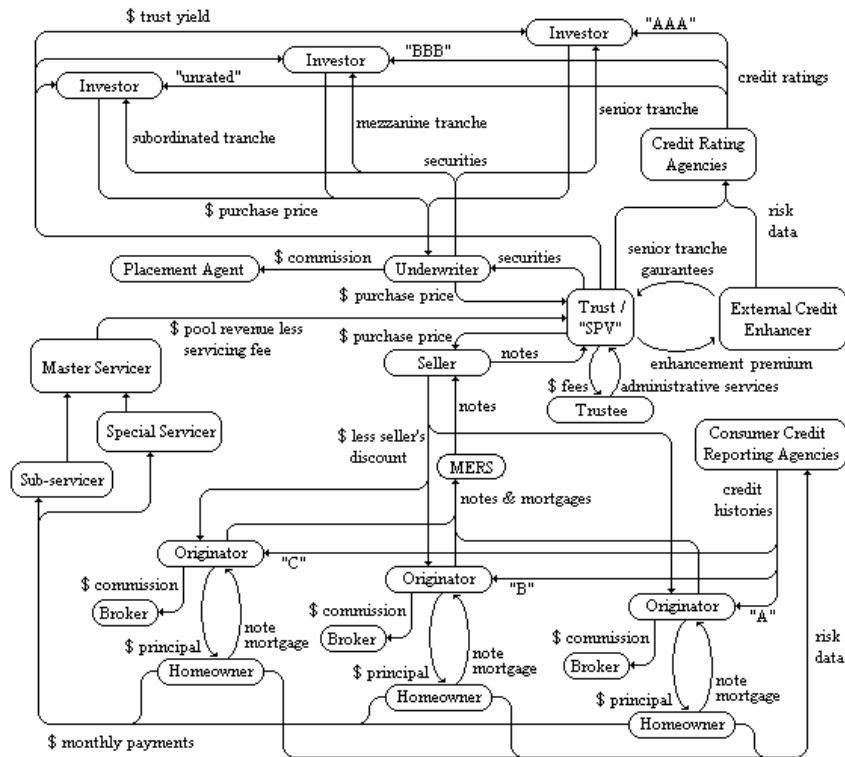 $ trust yield
Investor
"AAA"
Investor
"BBB"
Investor
"unrated"
credit ratings
senior tranche
mezzanine tranche
subordinated tranche
Credit Rating
Agencies
securities
$ purchase price
risk
data
$ commission
securities
senior tranche
gaurantees
Placement Agent
Underwriter
$ purchase price
Trust /
"SPV"
External Credit
Enhancer
$ pool revenue less
servicing fee
$ purchase price
Master Servicer
Seller
notes
enhancement premium
$ fees
administrative services
Trustee
notes
Special Servicer
$ less seller's
discount
Consumer Credit
Reporting Agencies
Sub-servicer
MERS
credit
histories
notes & mortgages
Originator
"C"
Originator
"B"
$ commission
Originator
"A"
Broker
$ commission
Broker
note
mortgage
$ commission
risk
data
$ principal
Broker
note
mortgage
Homeowner
$ principal
note
mortgage
Homeowner
$ principal
Homeowner
$ monthly payments